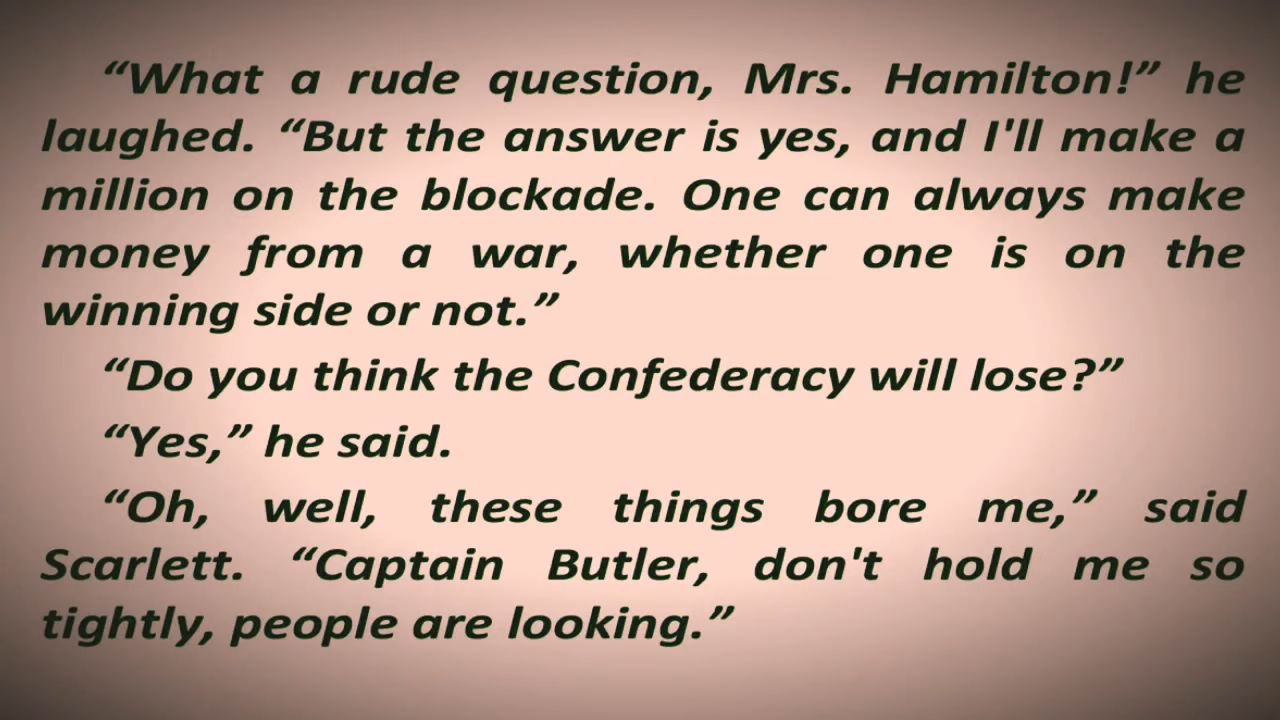 “What a rude question, Mrs. Hamilton!” he
laughed. “But the answer is yes, and I'll make a
million on the blockade. One can always make
money from a war, whether one is on the
winning side or not.”
“Do you think the Confederacy will lose?”
“Yes,” he said.
“Oh, well, these things bore me,” said
Scarlett. “Captain Butler, don't hold me so
tightly, people are looking.”